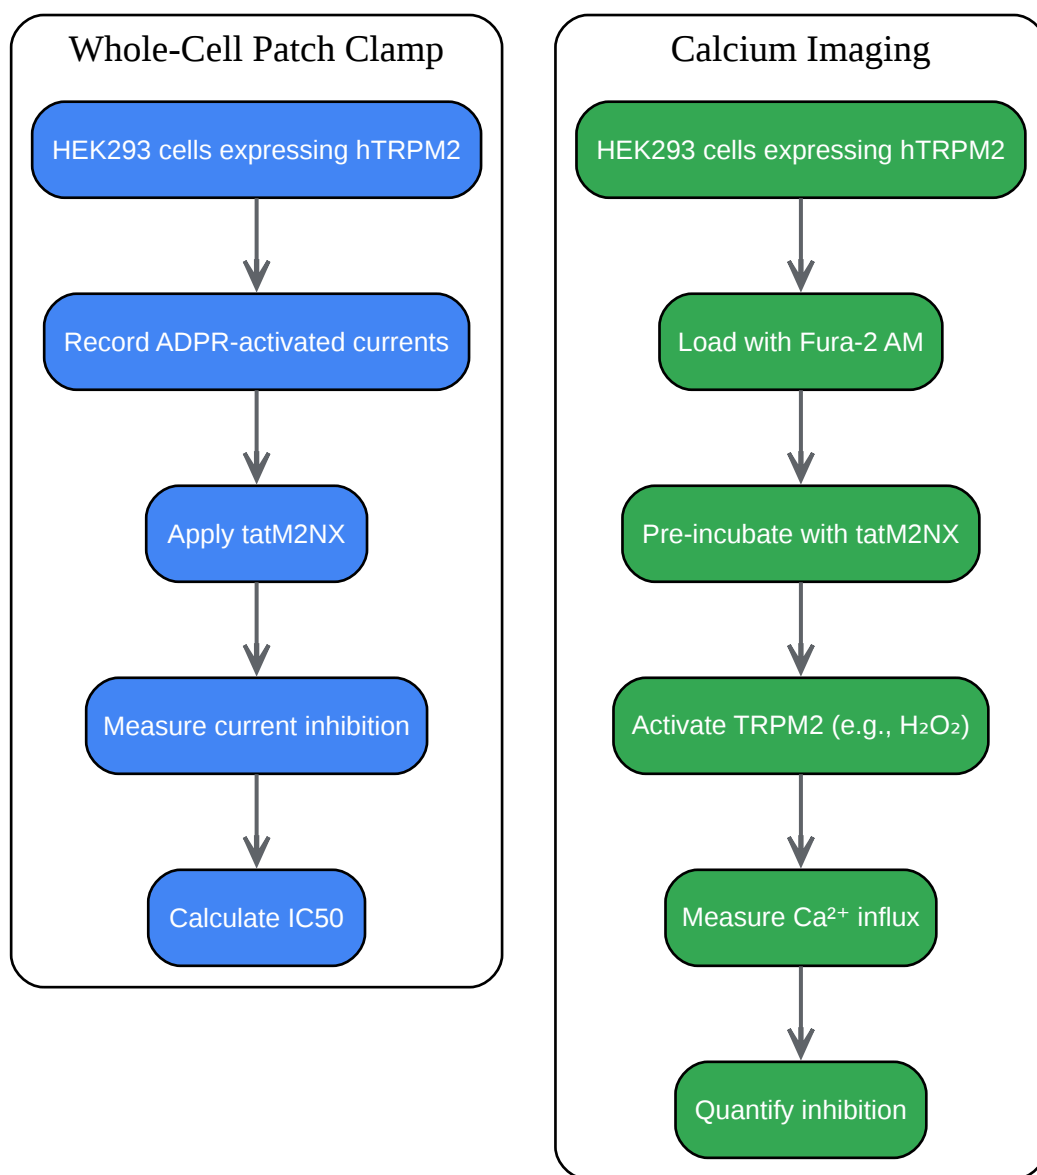 Whole-Cell Patch Clamp
HEK293 cells expressing hTRPM2
Record ADPR-activated currents
Apply tatM2NX
Measure current inhibition
Calculate IC50
Calcium Imaging
HEK293 cells expressing hTRPM2
Load with Fura-2 AM
Pre-incubate with tatM2NX
Activate TRPM2 (e.g., H₂O₂)
Measure Ca²⁺ influx
Quantify inhibition